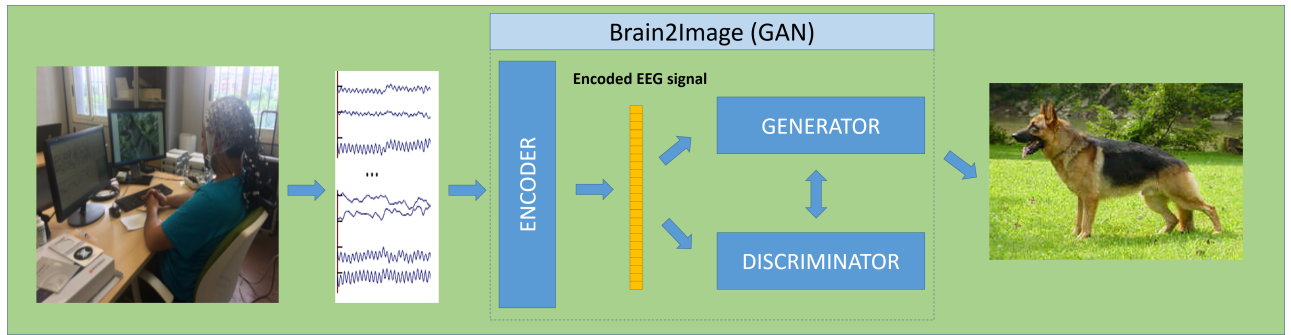 Brain2Image (GAN)
ENCODER
Encoded EEG signal
GENERATOR
DISCRIMINATOR